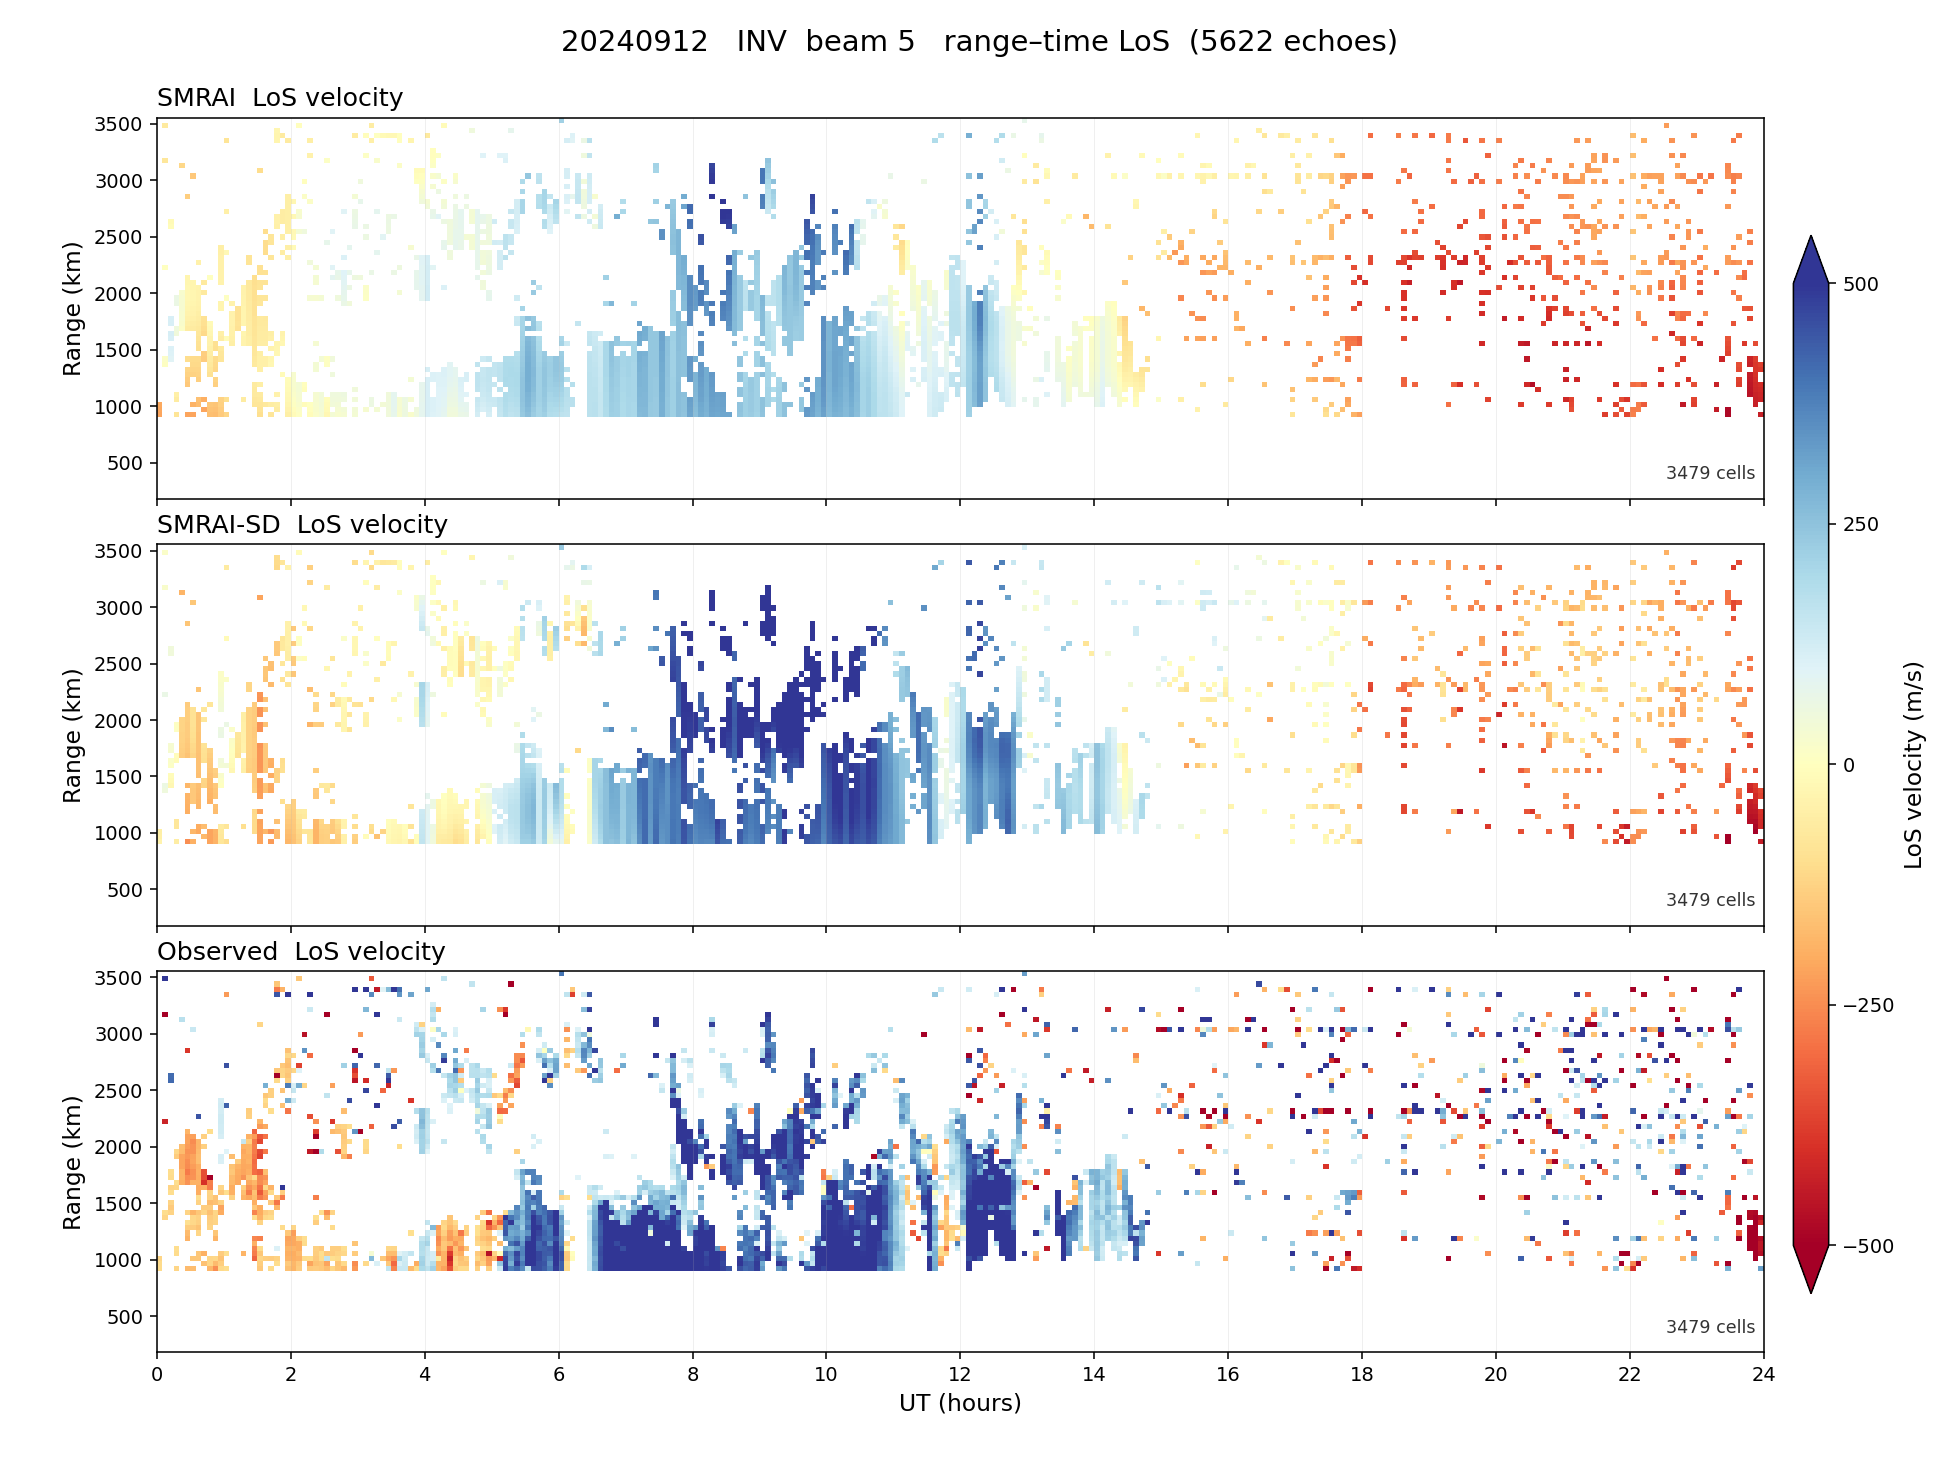 20240912   INV  beam 5   range–time LoS  (5622 echoes)
SMRAI  LoS velocity
3500
3000
2500
2000
1500
1000
500
Range (km)
3479 cells
SMRAI-SD  LoS velocity
3500
3000
2500
2000
1500
1000
500
Range (km)
3479 cells
Observed  LoS velocity
3500
3000
2500
2000
1500
1000
500
Range (km)
3479 cells
0 2 4 6 8 10 12 14 16 18 20 22 24
UT (hours)
500
250
0
−250
−500
LoS velocity (m/s)